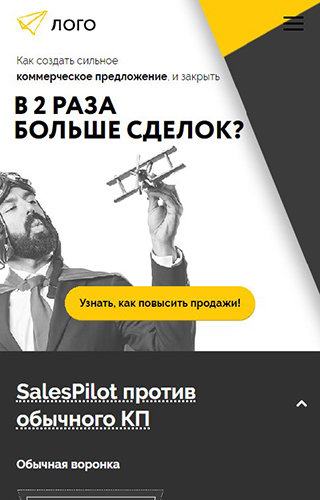 ЛОГО
Как создать сильное
коммерческое предложение, и закрыть
В 2 РАЗА
БОЛЬШЕ СДЕЛОК?
Узнать, как повысить продажи!
SalesPilot против
обычного КП
Обычная воронка